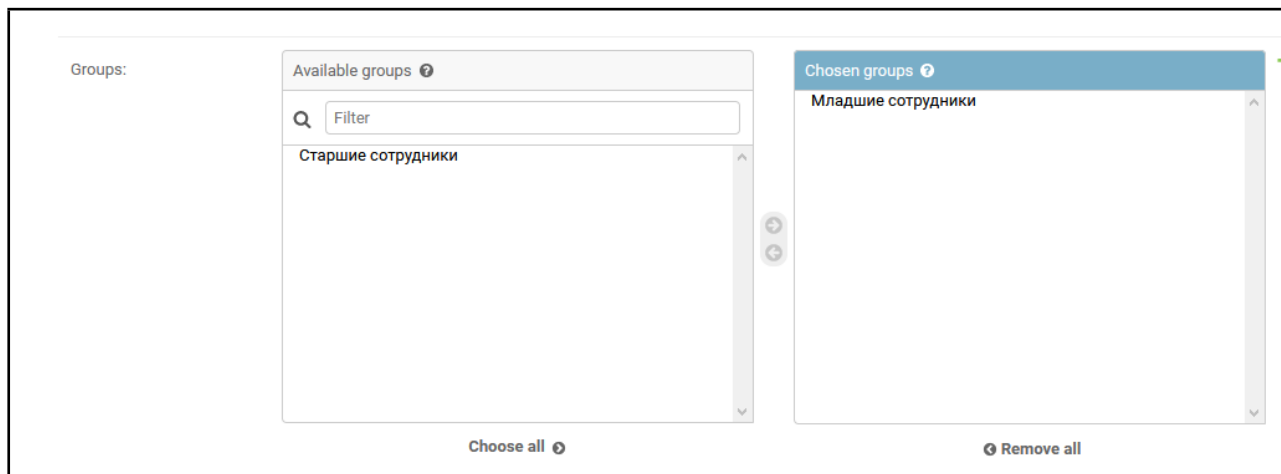 Groups:
Available groups
Chosen groups
Filter
Младшие сотрудники
Старшие сотрудники
Choose all
Remove all